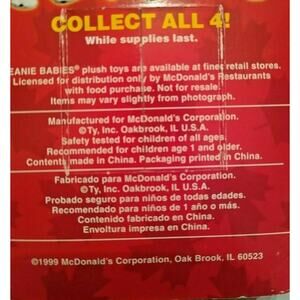 COLLECT ALL 4!
While supplies last.
EANIE BABIES® plush toys are available at finer retail stores.
Licensed for distribution only by McDonald's Restaurants
with food purchase. Not for resale.
Items may vary slightly from photograph.
Manufactured for McDonald's Corporation.
©Ty, Inc. Oakbrook, IL U.S.A.
Safety tested for children of all ages.
Recommended for children age 1 and older.
Contents made in China. Packaging printed in China.
Fabricado para McDonald's Corporation.
©Ty, Inc. Oakbrook, IL U.S.A.
Probado seguro para niños de todas edades.
Recomendado para niños de 1 año o más.
Contenido fabricado en China.
Envoltura impresa en China.
©1999 McDonald's Corporation, Oak Brook, IL 60523